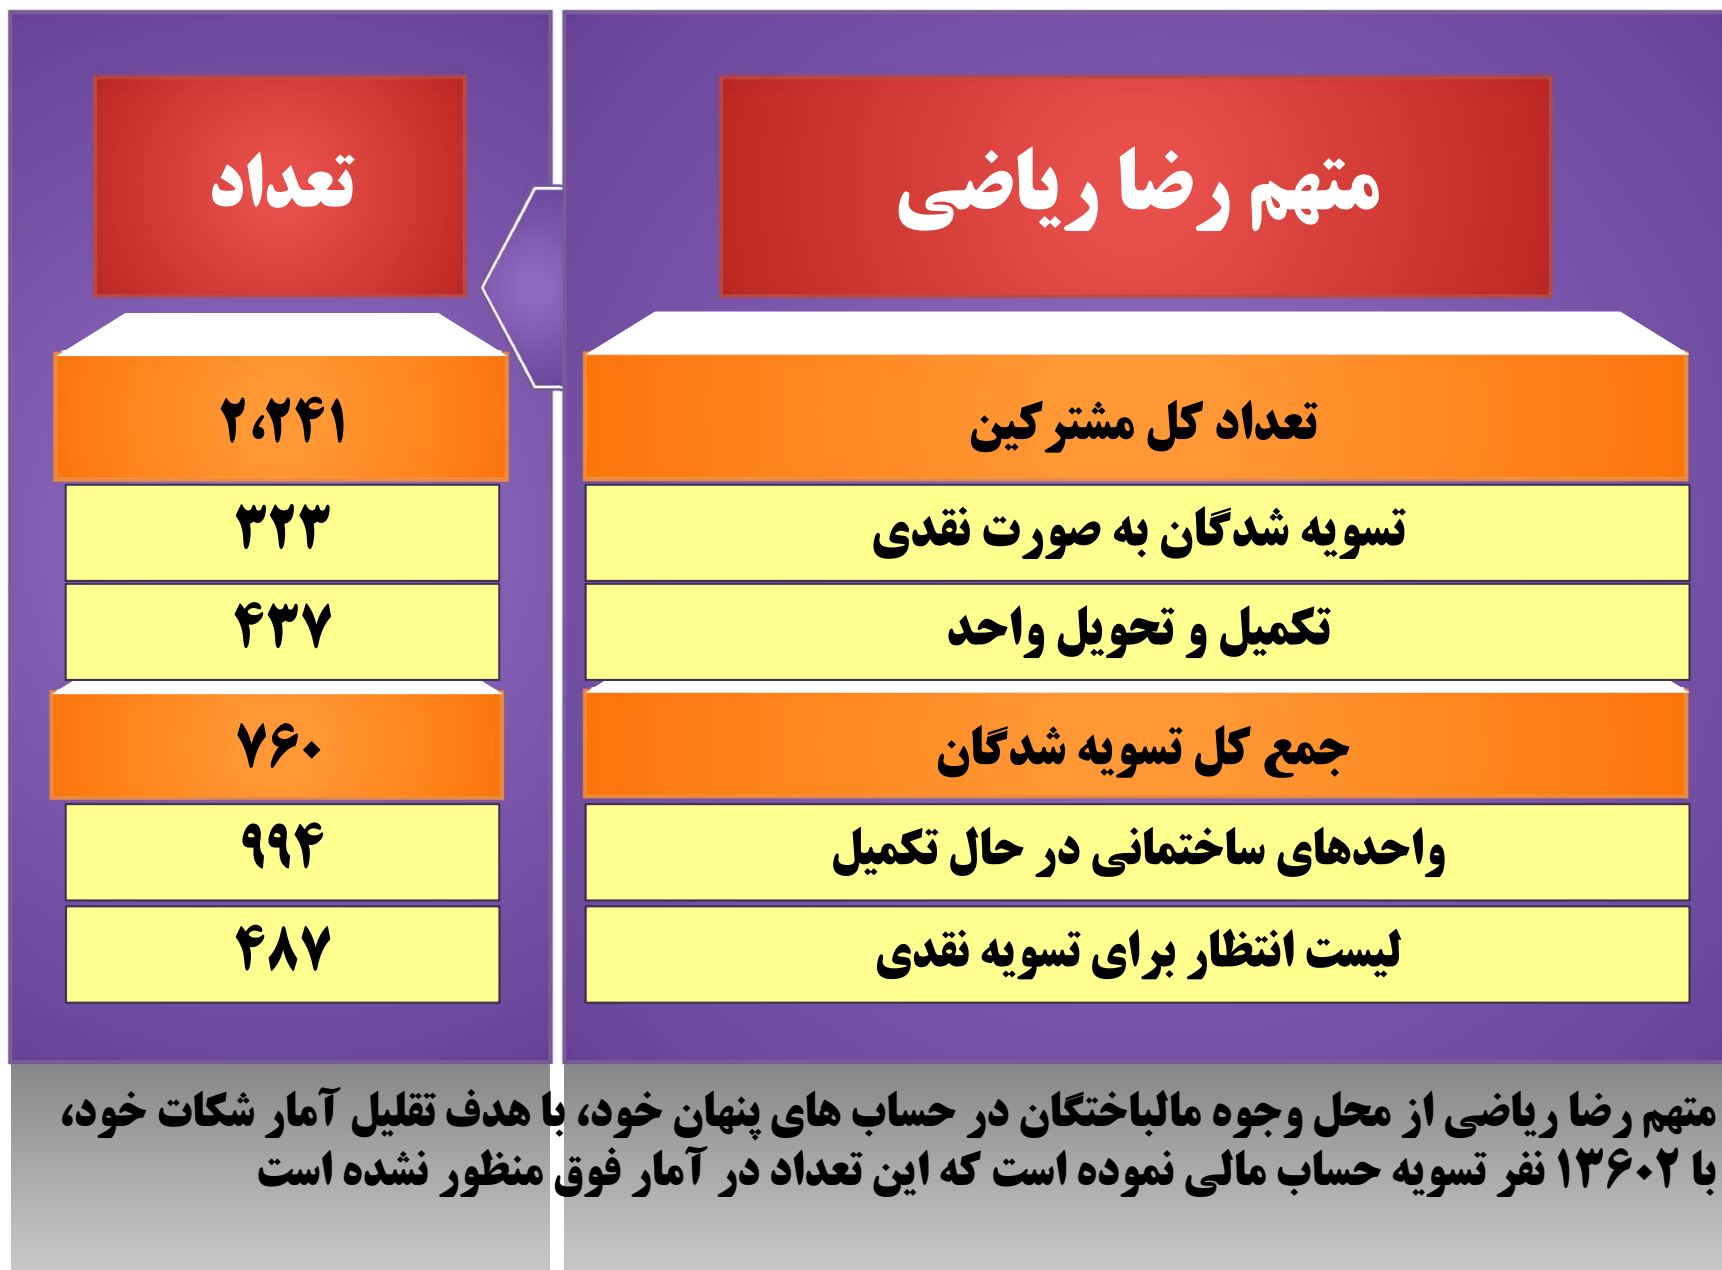 متهم رضا ریاضی
تعداد
تعداد کل مشترکین
۲،۲۴۱
تسویه شدگان به صورت نقدی
۳۲۳
تکمیل و تحویل واحد
۴۳۷
جمع کل تسویه شدگان
۷۶۰
واحدهای ساختمانی در حال تکمیل
۹۹۴
لیست انتظار برای تسویه نقدی
۴۸۷
متهم رضا ریاضی از محل وجوه مالباختگان در حساب های پنهان خود، با هدف تقلیل آمار شکات خود،
با ۱۳۶۰۲ نفر تسویه حساب مالی نموده است که این تعداد در آمار فوق منظور نشده است